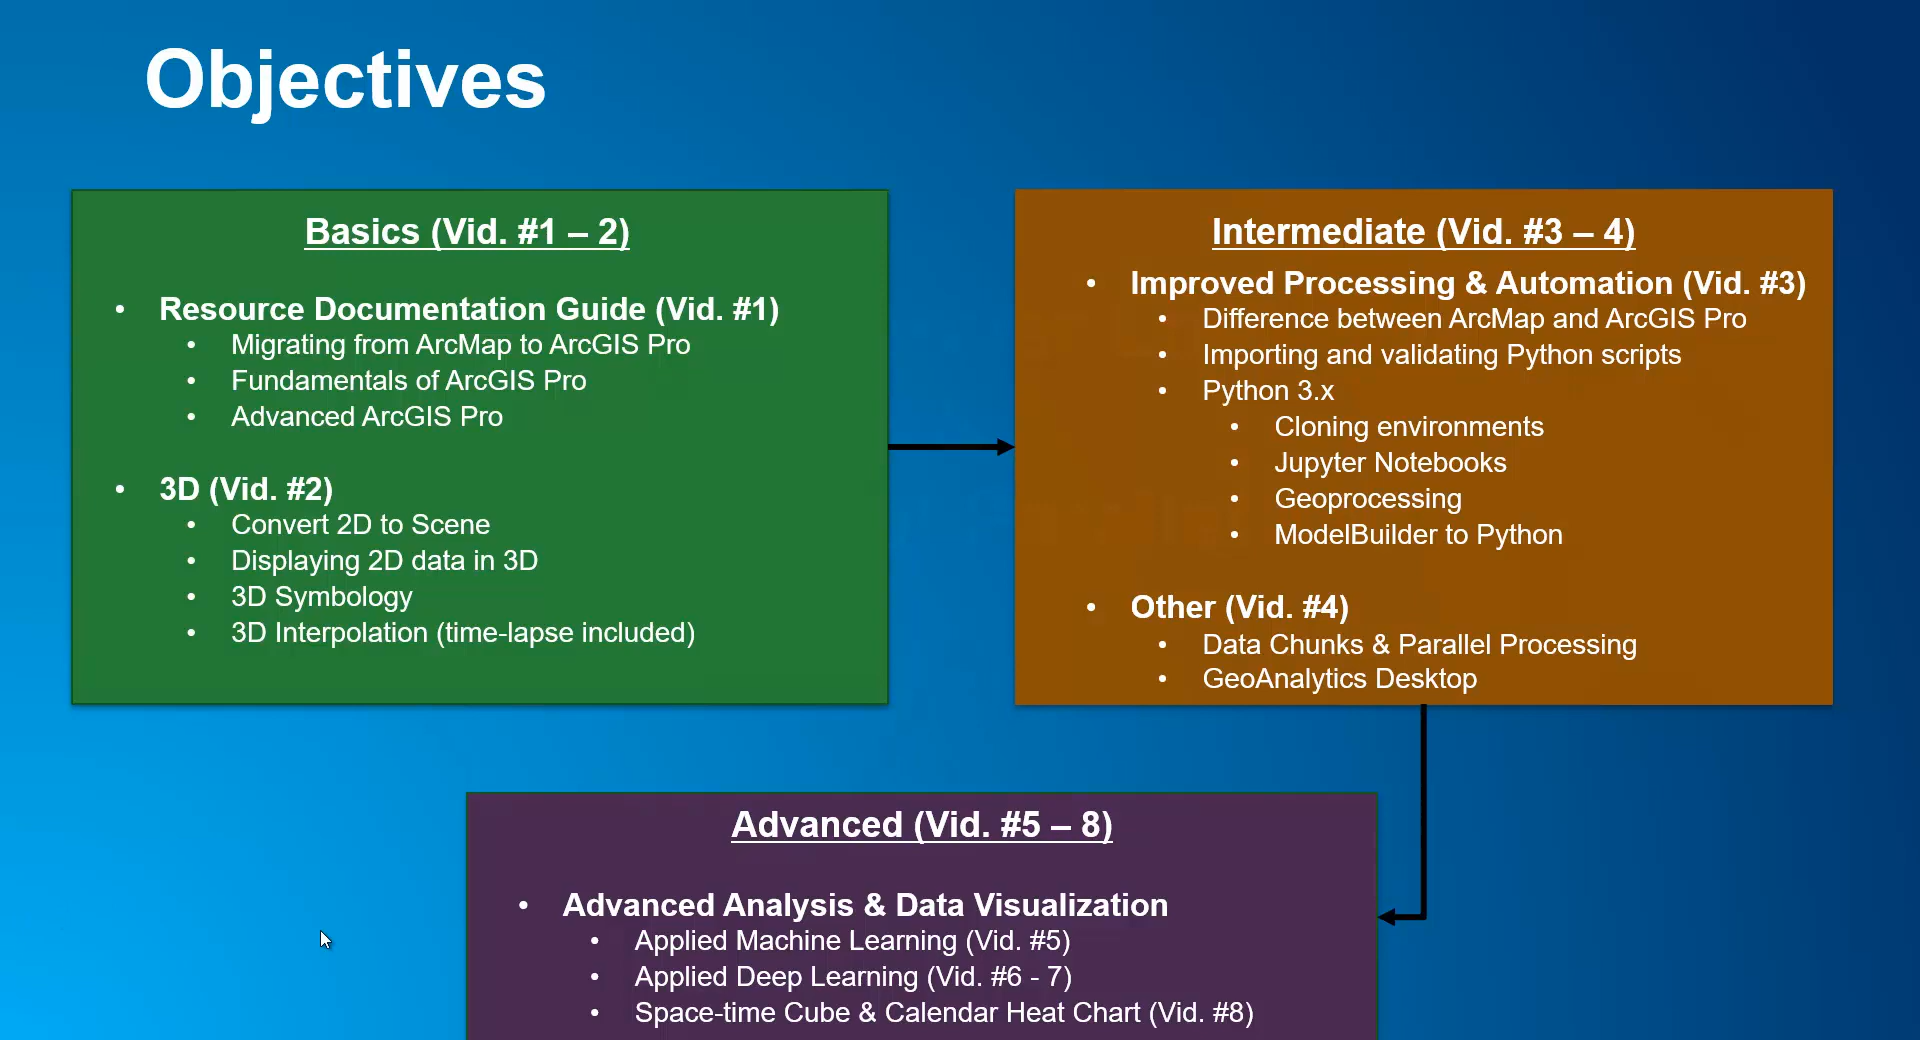 Objectives
Basics (Vid. #1 – 2)
• Resource Documentation Guide (Vid. #1)
• Migrating from ArcMap to ArcGIS Pro
• Fundamentals of ArcGIS Pro
• Advanced ArcGIS Pro
• 3D (Vid. #2)
• Convert 2D to Scene
• Displaying 2D data in 3D
• 3D Symbology
• 3D Interpolation (time-lapse included)
Intermediate (Vid. #3 – 4)
• Improved Processing & Automation (Vid. #3)
• Difference between ArcMap and ArcGIS Pro
• Importing and validating Python scripts
• Python 3.x
• Cloning environments
• Jupyter Notebooks
• Geoprocessing
• ModelBuilder to Python
• Other (Vid. #4)
• Data Chunks & Parallel Processing
• GeoAnalytics Desktop
Advanced (Vid. #5 – 8)
• Advanced Analysis & Data Visualization
• Applied Machine Learning (Vid. #5)
• Applied Deep Learning (Vid. #6 - 7)
• Space-time Cube & Calendar Heat Chart (Vid. #8)